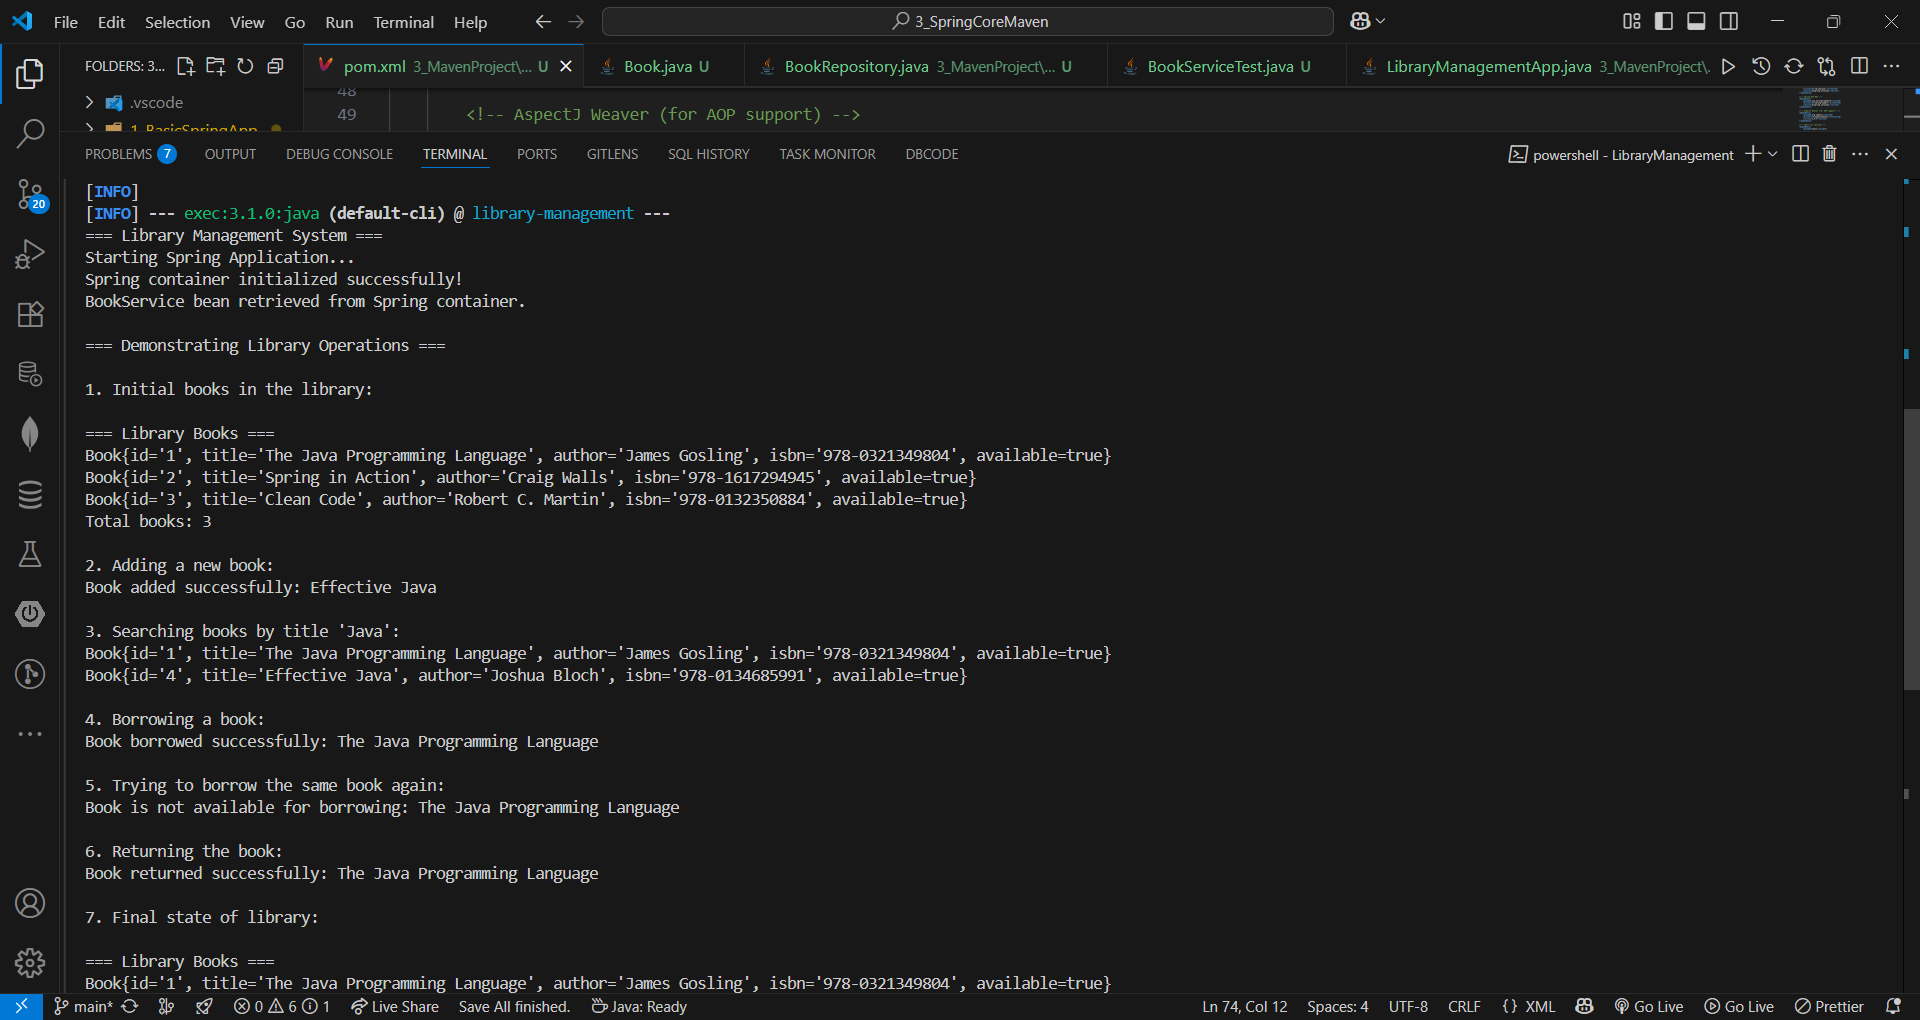 File Edit Selection View Go Run Terminal Help
3_SpringCoreMaven
FOLDERS: 3...
pom.xml 3_MavenProject\... U
Book.java U
BookRepository.java 3_MavenProject\... U
BookServiceTest.java U
LibraryManagementApp.java 3_MavenProject\.
.vscode
1_BasicSpringApp
48
49 <!-- AspectJ Weaver (for AOP support) -->
PROBLEMS 7 OUTPUT DEBUG CONSOLE TERMINAL PORTS GITLENS SQL HISTORY TASK MONITOR DBCODE
powershell - LibraryManagement
20
[INFO]
[INFO] --- exec:3.1.0:java (default-cli) @ library-management ---
=== Library Management System ===
Starting Spring Application...
Spring container initialized successfully!
BookService bean retrieved from Spring container.
=== Demonstrating Library Operations ===
1. Initial books in the library:
=== Library Books ===
Book{id='1', title='The Java Programming Language', author='James Gosling', isbn='978-0321349804', available=true}
Book{id='2', title='Spring in Action', author='Craig Walls', isbn='978-1617294945', available=true}
Book{id='3', title='Clean Code', author='Robert C. Martin', isbn='978-0132350884', available=true}
Total books: 3
2. Adding a new book:
Book added successfully: Effective Java
3. Searching books by title 'Java':
Book{id='1', title='The Java Programming Language', author='James Gosling', isbn='978-0321349804', available=true}
Book{id='4', title='Effective Java', author='Joshua Bloch', isbn='978-0134685991', available=true}
4. Borrowing a book:
Book borrowed successfully: The Java Programming Language
5. Trying to borrow the same book again:
Book is not available for borrowing: The Java Programming Language
6. Returning the book:
Book returned successfully: The Java Programming Language
7. Final state of library:
=== Library Books ===
Book{id='1', title='The Java Programming Language', author='James Gosling', isbn='978-0321349804', available=true}
main* 0 6 1 Live Share Save All finished. Java: Ready Ln 74, Col 12 Spaces: 4 UTF-8 CRLF {} XML Go Live Go Live Prettier